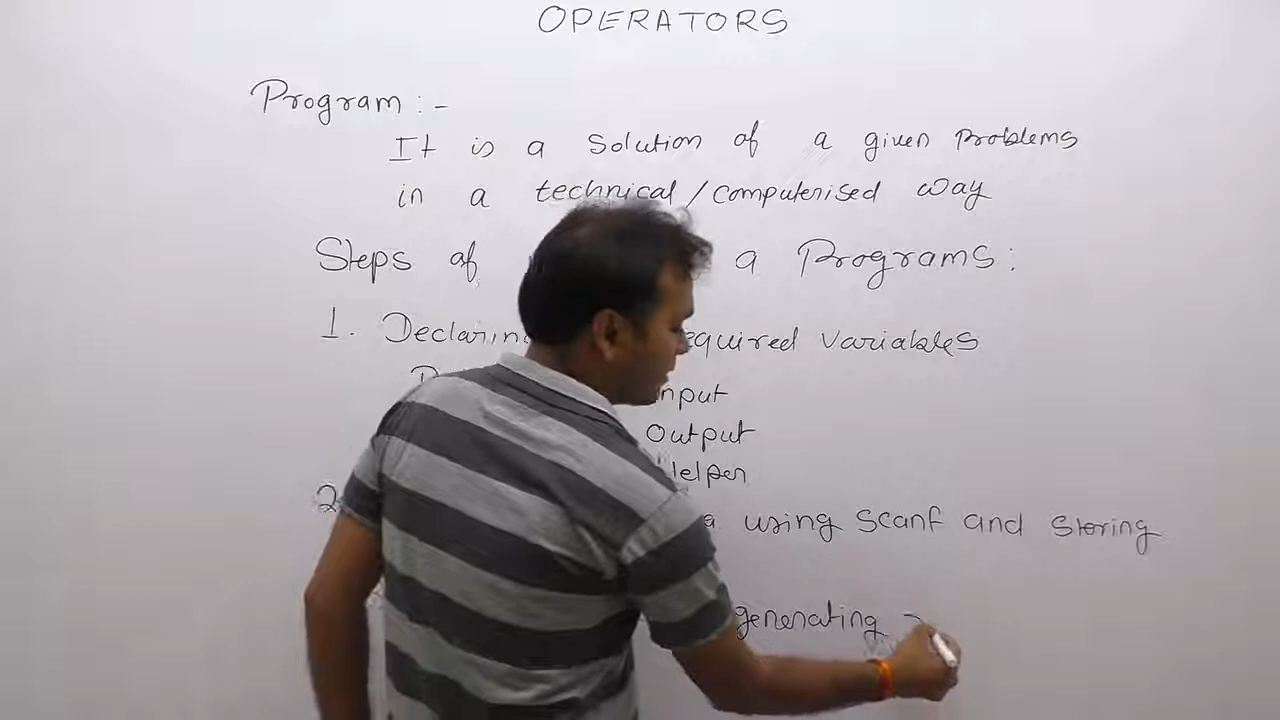 OPERATORS
Program :-
It is a Solution of a given Problems
in a technical/computerised way
Steps of a Programs:
1. Declaring equired variables
nput
Output
Helper
2 using Scanf and storing
generating